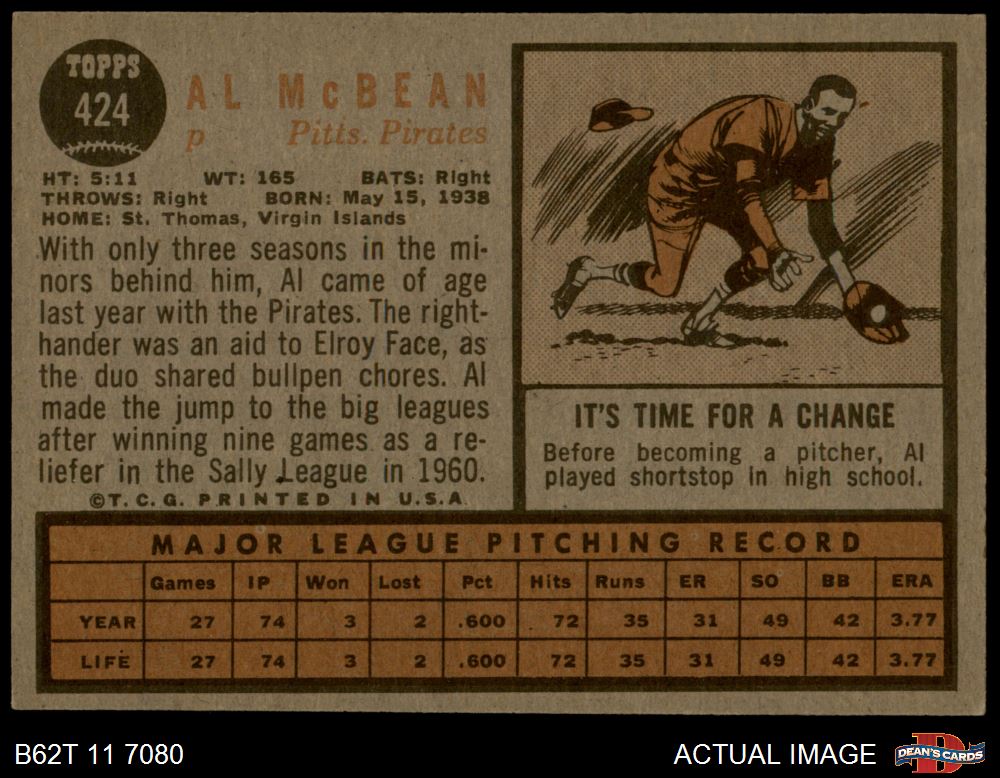 TOPPS
424
AL McBEAN
p Pitts. Pirates
HT: 5:11 WT: 165 BATS: Right
THROWS: Right BORN: May 15, 1938
HOME: St. Thomas, Virgin Islands
With only three seasons in the mi-
nors behind him, Al came of age
last year with the Pirates. The right-
hander was an aid to Elroy Face, as
the duo shared bullpen chores. Al
made the jump to the big leagues
after winning nine games as a re-
liefer in the Sally League in 1960.
©T.C.G. PRINTED IN U.S.A.
IT'S TIME FOR A CHANGE
Before becoming a pitcher, Al
played shortstop in high school.
MAJOR LEAGUE PITCHING RECORD
Games IP Won Lost Pct Hits Runs ER SO BB ERA
YEAR 27 74 3 2 .600 72 35 31 49 42 3.77
LIFE 27 74 3 2 .600 72 35 31 49 42 3.77
B62T 11 7080
ACTUAL IMAGE
D
DEAN'S CARDS